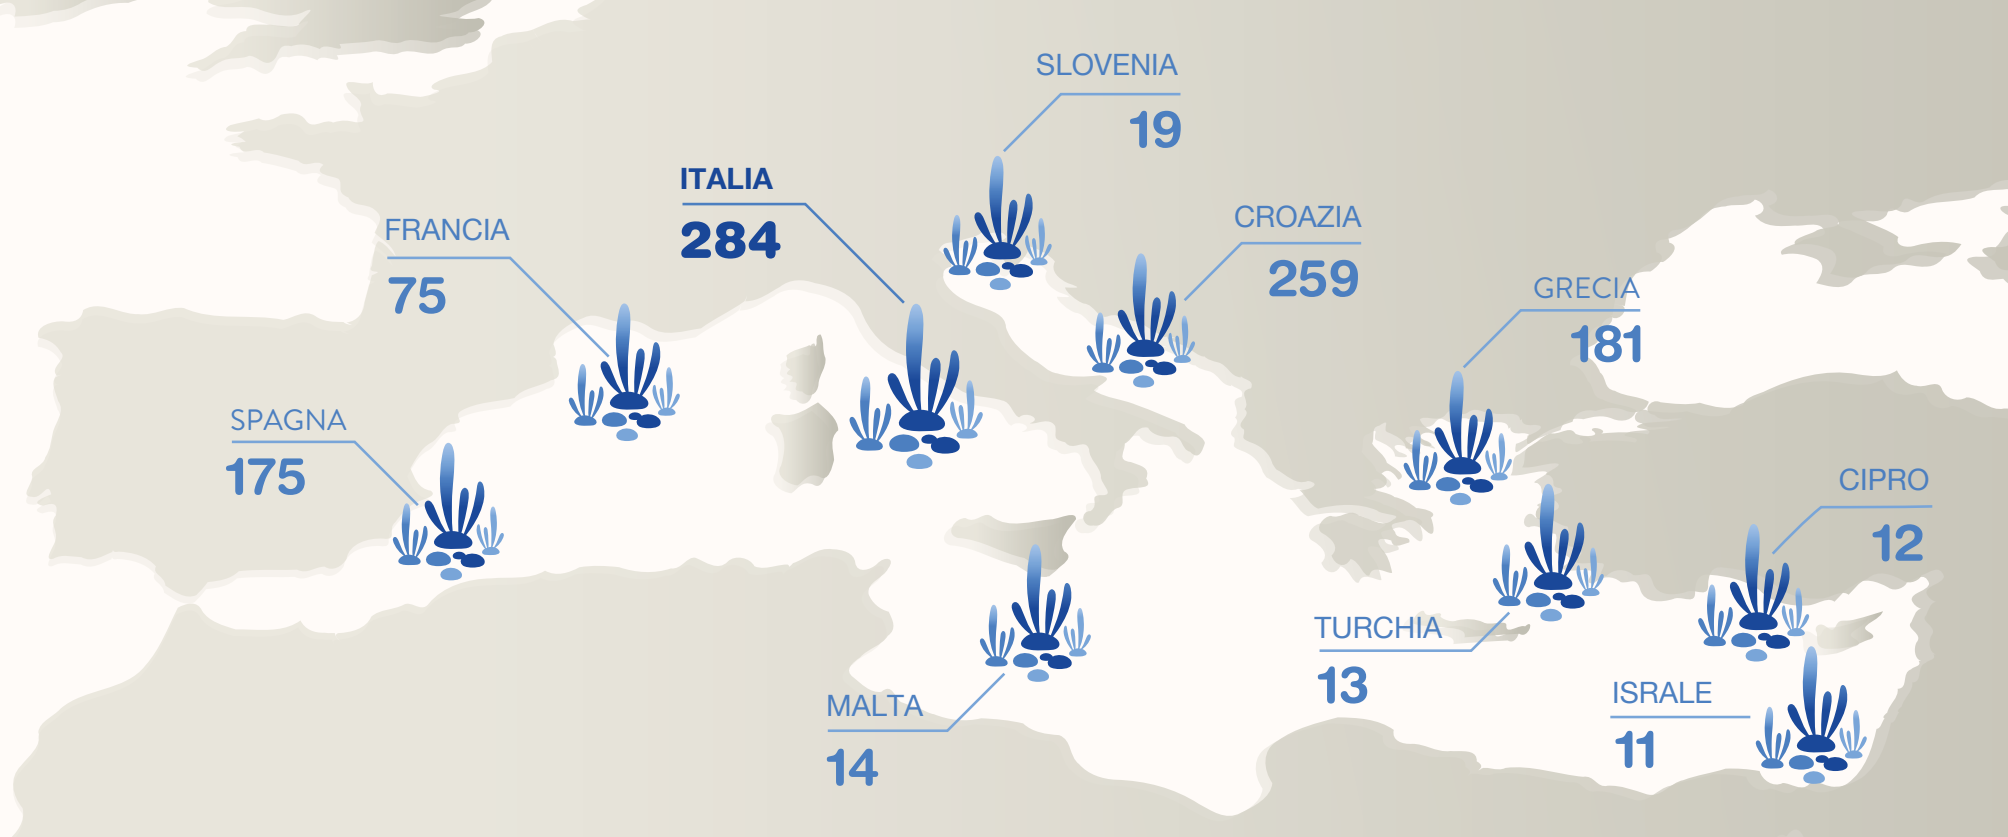 SLOVENIA
19
ITALIA
284
CROAZIA
259
FRANCIA
75
GRECIA
181
SPAGNA
175
CIPRO
12
TURCHIA
13
ISRALE
11
MALTA
14